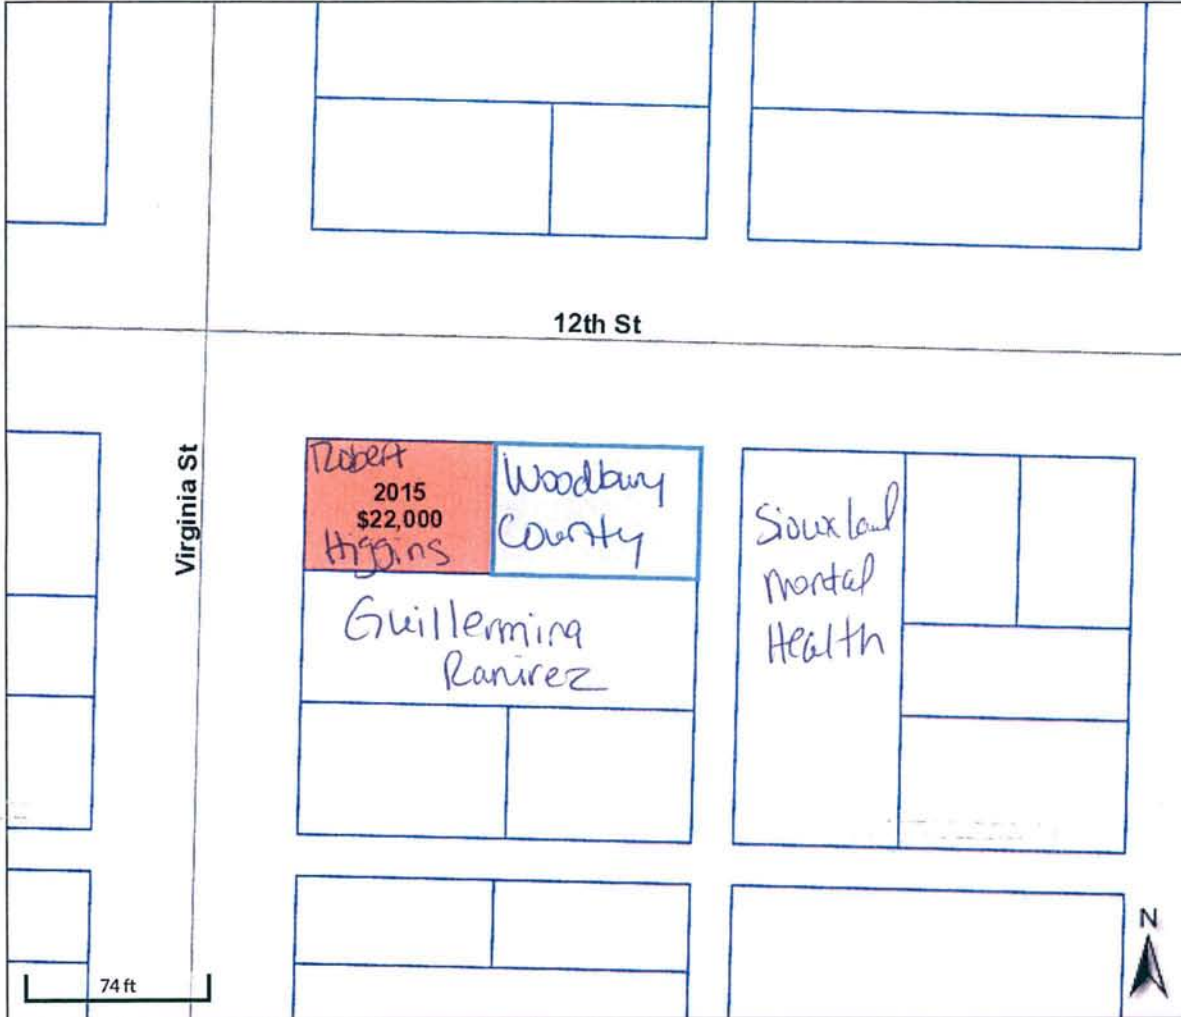 12th St
Virginia St
Robert
2015
$22,000
Higgins
Woodbury
County
Guillermina
Ramirez
Siouxland
Mental
Health
N
74 ft